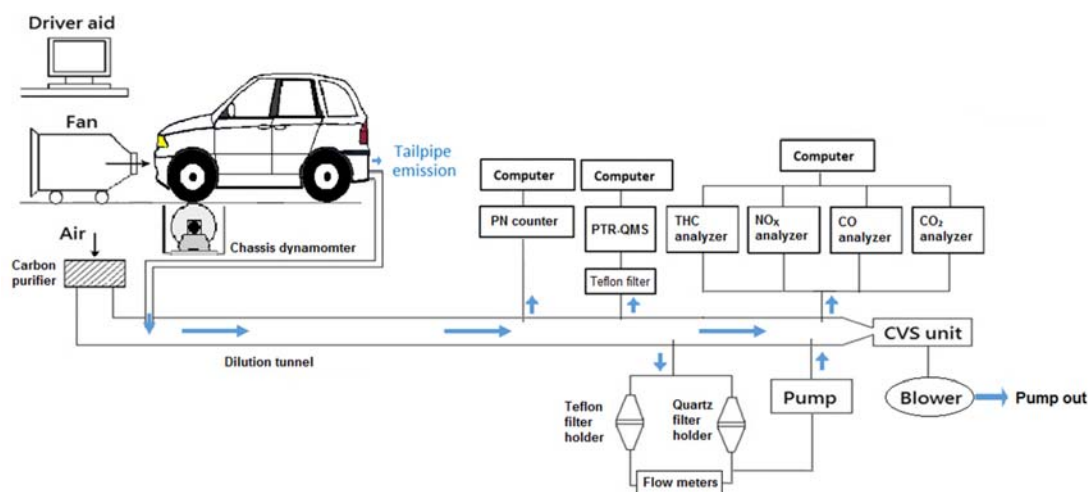 Driver aid
Fan
Tailpipe
emission
Air
Chassis dynamomter
Carbon
purifier
Computer
Computer
Computer
PN counter
PTR-QMS
Teflon filter
THC
analyzer
NOx
analyzer
CO
analyzer
CO₂
analyzer
Dilution tunnel
CVS unit
Teflon
filter
holder
Quartz
filter
holder
Pump
Blower
Pump out
Flow meters